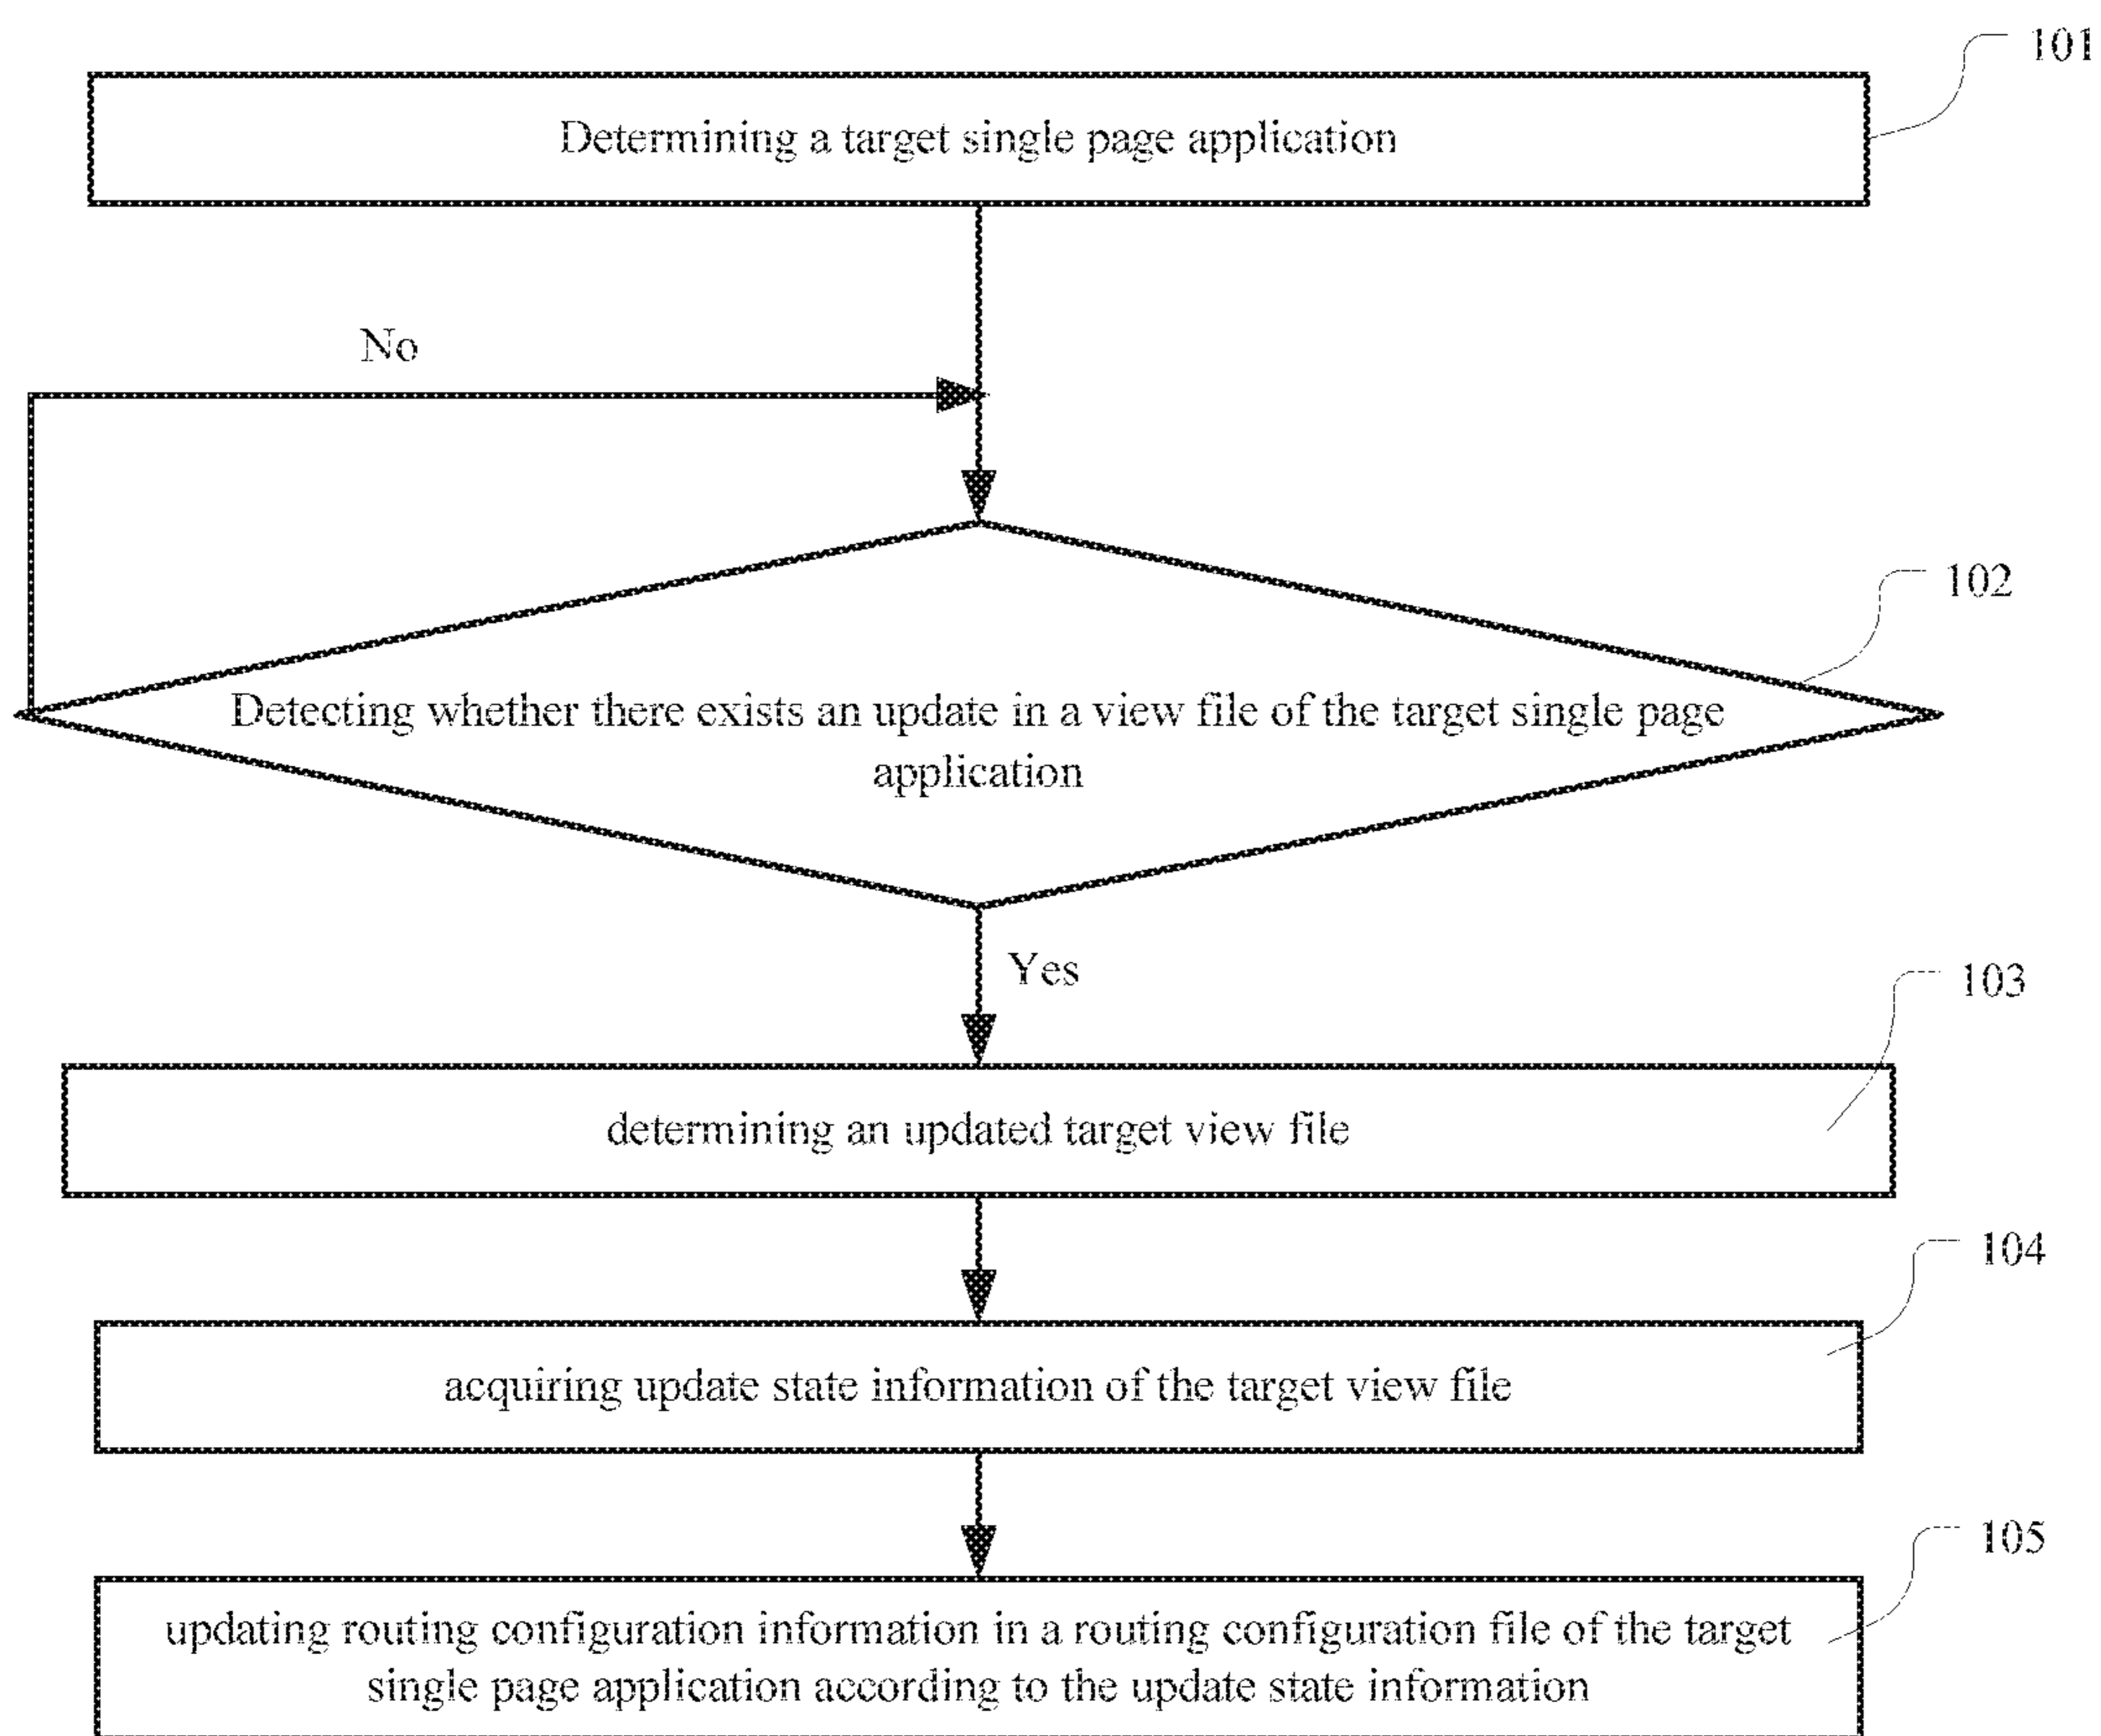 101
Determining a target single page application
No
102
Detecting whether there exists an update in a view file of the target single page
application
Yes
103
determining an updated target view file
104
acquiring update state information of the target view file
105
updating routing configuration information in a routing configuration file of the target
single page application according to the update state information